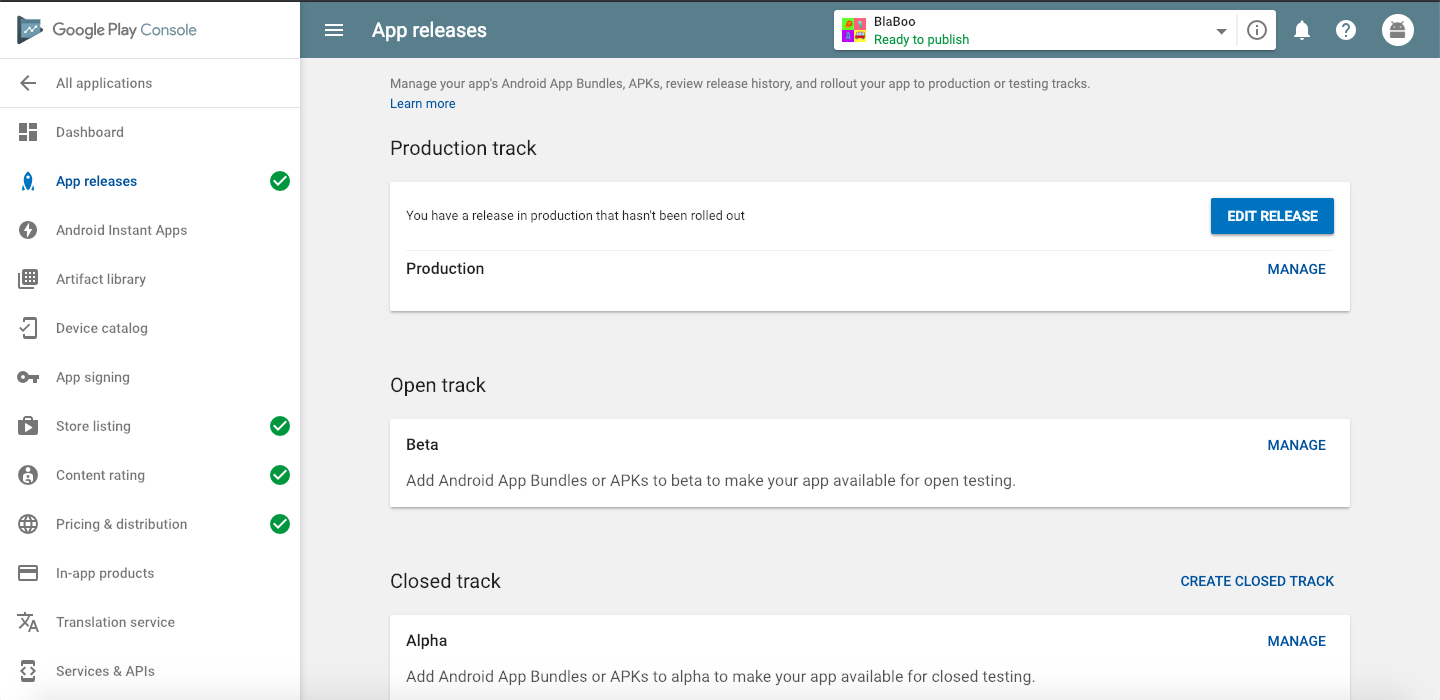 Google Play Console
App releases
BlaBoo
Ready to publish
All applications
Dashboard
App releases
Android Instant Apps
Artifact library
Device catalog
App signing
Store listing
Content rating
Pricing & distribution
In-app products
Translation service
Services & APIs
Manage your app's Android App Bundles, APKs, review release history, and rollout your app to production or testing tracks.
Learn more
Production track
You have a release in production that hasn't been rolled out
EDIT RELEASE
Production
MANAGE
Open track
Beta
MANAGE
Add Android App Bundles or APKs to beta to make your app available for open testing.
Closed track
CREATE CLOSED TRACK
Alpha
MANAGE
Add Android App Bundles or APKs to alpha to make your app available for closed testing.